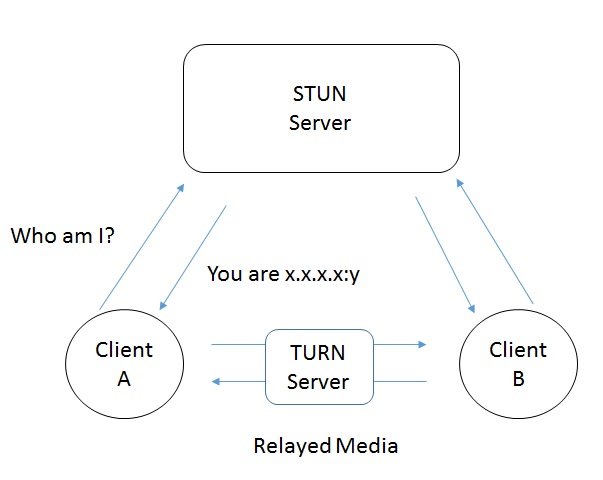 STUN
Server
Who am I?
You are x.x.x.x:y
Client
A
TURN
Server
Client
B
Relayed Media